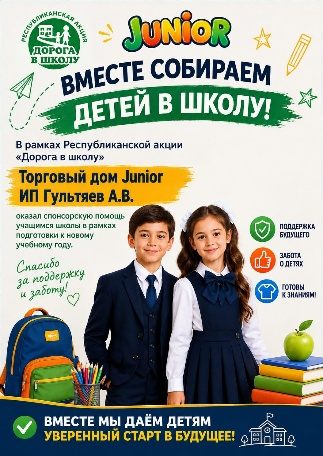 РЕСПУБЛИКАНСКАЯ АКЦИЯ
ДОРОГА
В ШКОЛУ
JUNIOR
ВМЕСТЕ СОБИРАЕМ
ДЕТЕЙ В ШКОЛУ!
В рамках Республиканской акции
«Дорога в школу»
Торговый дом Junior
ИП Гультяев А.В.
оказал спонсорскую помощь
учащимся школы в рамках
подготовки к новому
учебному году.
Спасибо
за поддержку
и заботу!
ПОДДЕРЖКА
БУДУЩЕГО
ЗАБОТА
О ДЕТЯХ
ГОТОВЫ
К ЗНАНИЯМ!
ВМЕСТЕ МЫ ДАЁМ ДЕТЯМ
УВЕРЕННЫЙ СТАРТ В БУДУЩЕЕ!